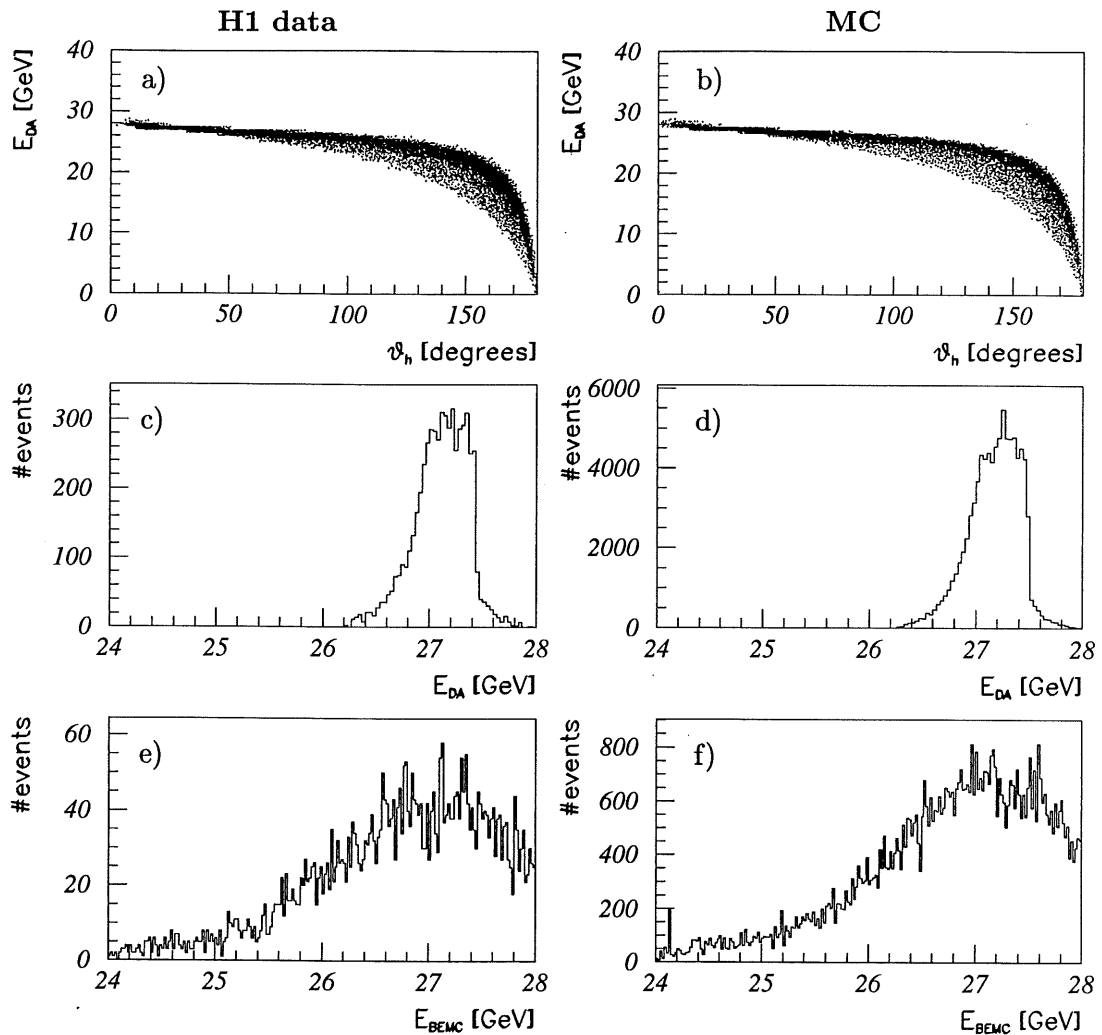 H1 data
MC
a)
E_DA [GeV]
40
30
20
10
0
0 50 100 150
ϑ_h [degrees]
b)
E_DA [GeV]
40
30
20
10
0
0 50 100 150
ϑ_h [degrees]
c)
#events
300
200
100
0
24 25 26 27 28
E_DA [GeV]
d)
#events
6000
4000
2000
0
24 25 26 27 28
E_DA [GeV]
e)
#events
60
40
20
0
24 25 26 27 28
E_BEMC [GeV]
f)
#events
800
600
400
200
0
24 25 26 27 28
E_BEMC [GeV]